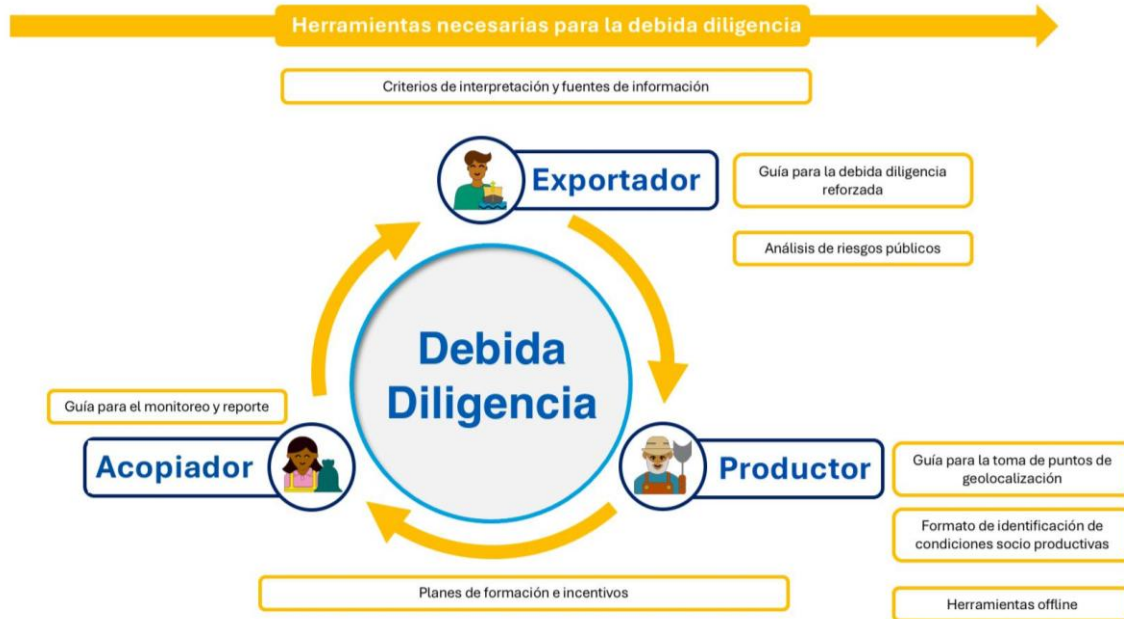 Herramientas necesarias para la debida diligencia
Criterios de interpretación y fuentes de información
Exportador
Guía para la debida diligencia
reforzada
Análisis de riesgos públicos
Debida
Diligencia
Guía para el monitoreo y reporte
Acopiador
Productor
Guía para la toma de puntos de
geolocalización
Formato de identificación de
condiciones socio productivas
Planes de formación e incentivos
Herramientas offline